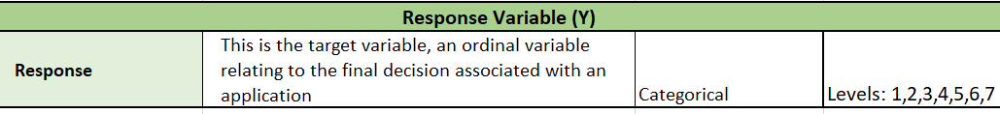 Response Variable (Y)
Response
This is the target variable, an ordinal variable
relating to the final decision associated with an
application
Categorical
Levels: 1,2,3,4,5,6,7